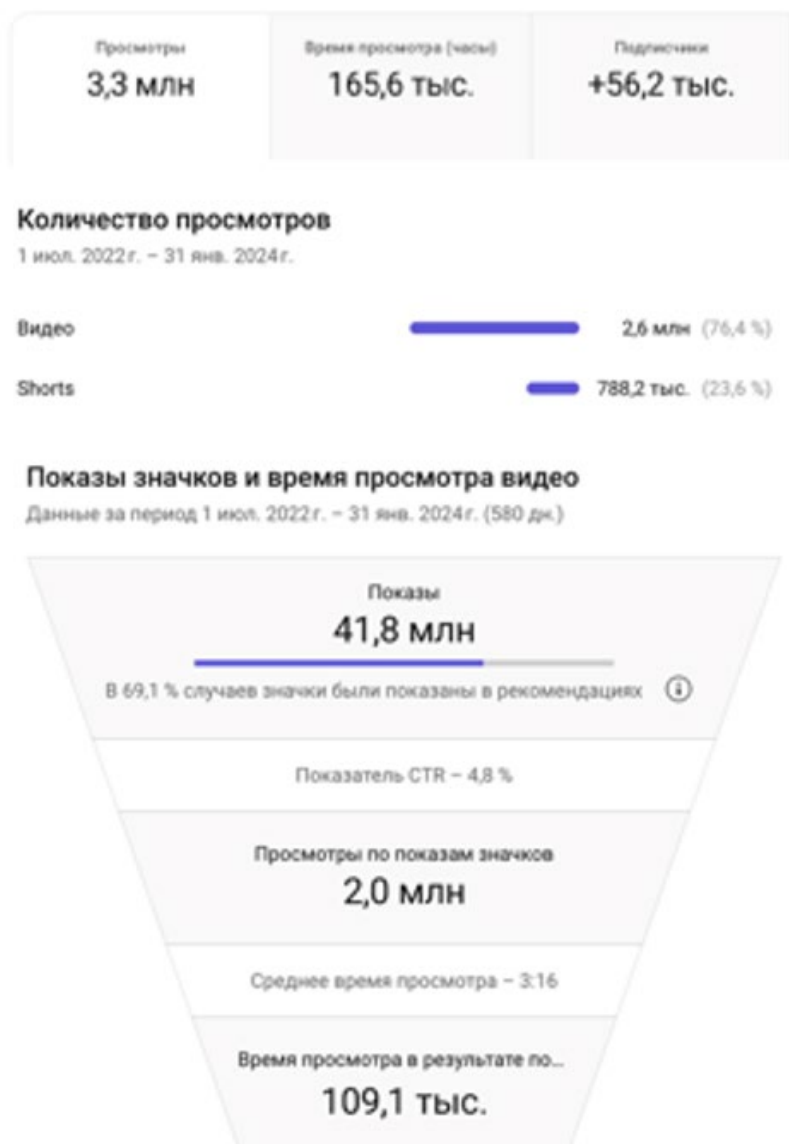 Просмотры
3,3 млн
Время просмотра (часы)
165,6 тыс.
Подписчики
+56,2 тыс.
Количество просмотров
1 июл. 2022 г. – 31 янв. 2024 г.
Видео 2,6 млн (76,4 %)
Shorts 788,2 тыс. (23,6 %)
Показы значков и время просмотра видео
Данные за период 1 июл. 2022 г. – 31 янв. 2024 г. (580 дн.)
Показы
41,8 млн
В 69,1 % случаев значки были показаны в рекомендациях
Показатель CTR – 4,8 %
Просмотры по показам значков
2,0 млн
Среднее время просмотра – 3:16
Время просмотра в результате по...
109,1 тыс.